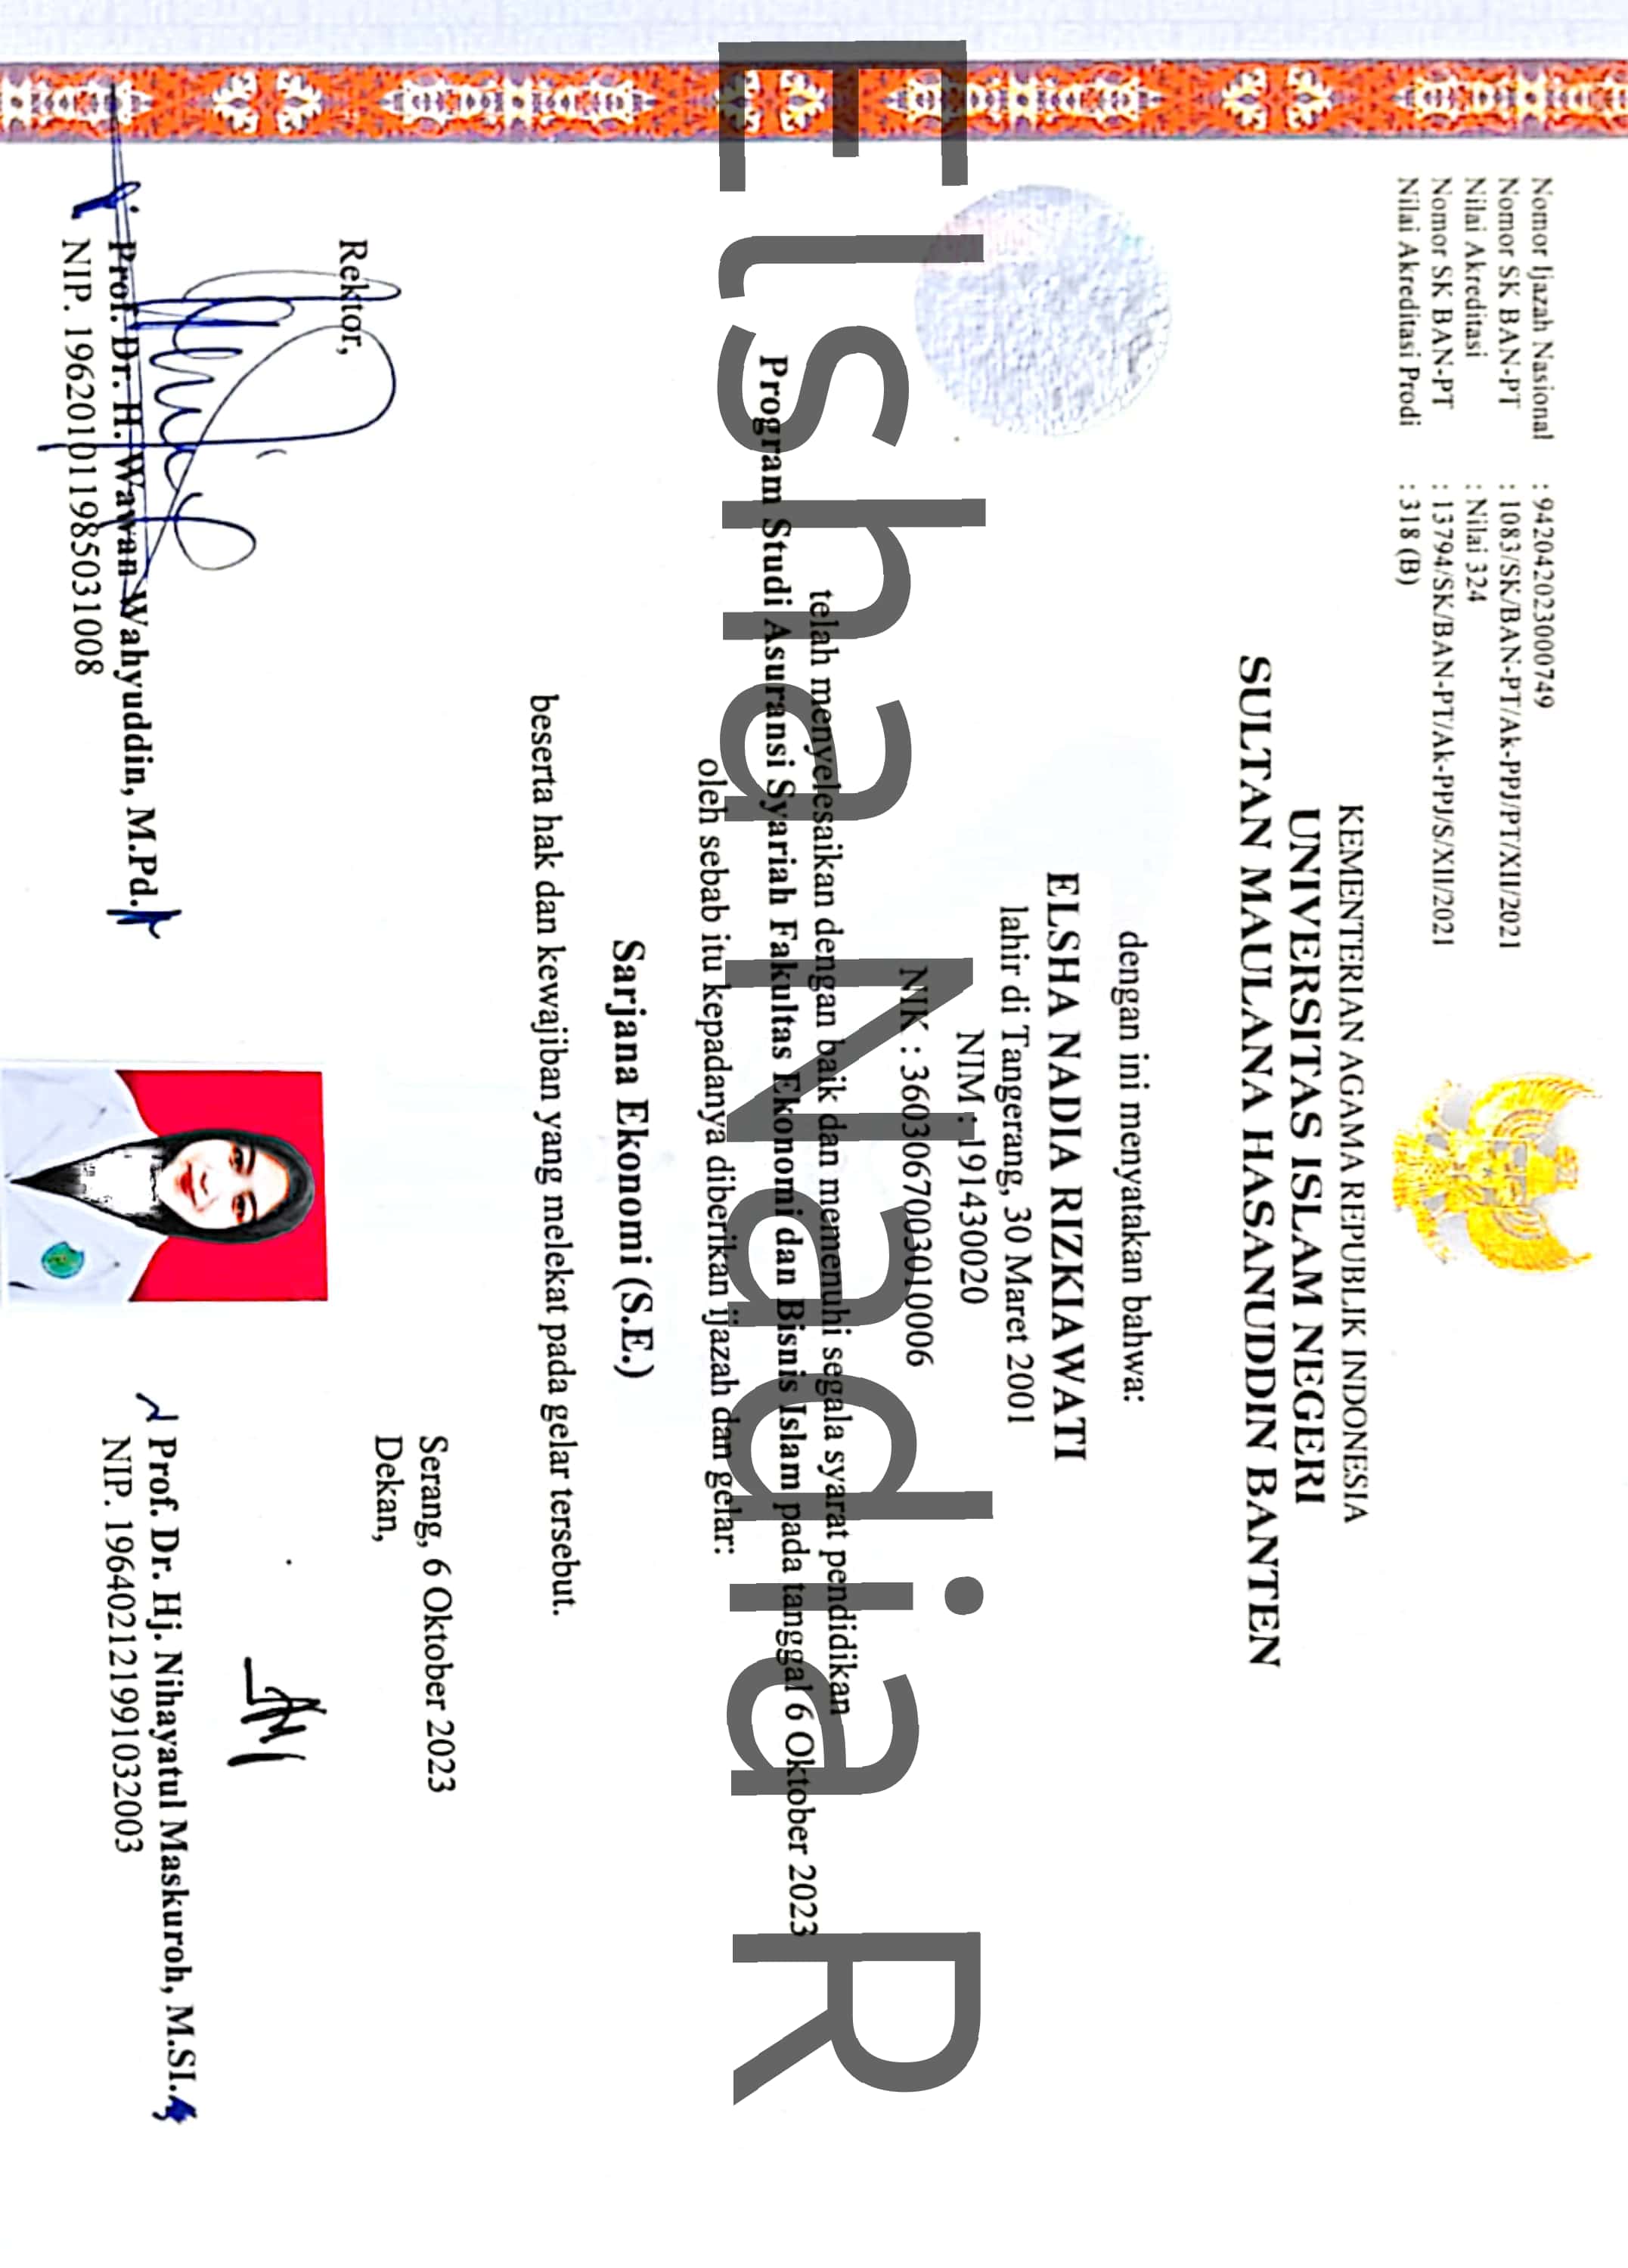 Nomor Ijazah Nasional : 942042023000749
Nomor SK BAN-PT : 1083/SK/BAN-PT/Ak-PPJ/PT/XII/2021
Nilai Akreditasi : Nilai 324
Nomor SK BAN-PT : 13794/SK/BAN-PT/Ak-PPJ/S/XII/2021
Nilai Akreditasi Prodi : 318 (B)
KEMENTERIAN AGAMA REPUBLIK INDONESIA
UNIVERSITAS ISLAM NEGERI
SULTAN MAULANA HASANUDDIN BANTEN
dengan ini menyatakan bahwa:
ELSHA NADIA RIZKIAWATI
lahir di Tangerang, 30 Maret 2001
NIM : 191430020
NIK : 3603067003010006
telah menyelesaikan dengan baik dan memenuhi segala syarat pendidikan
Program Studi Asuransi Syariah Fakultas Ekonomi dan Bisnis Islam pada tanggal 6 Oktober 2023
oleh sebab itu kepadanya diberikan ijazah dan gelar:
Sarjana Ekonomi (S.E.)
beserta hak dan kewajiban yang melekat pada gelar tersebut.
Rektor,
Prof. Dr. H. Wawan Wahyuddin, M.Pd.
NIP. 196201011985031008
Serang, 6 Oktober 2023
Dekan,
Prof. Dr. Hj. Nihayatul Maskuroh, M.SI.
NIP. 196402121991032003
Elsha Nadia R